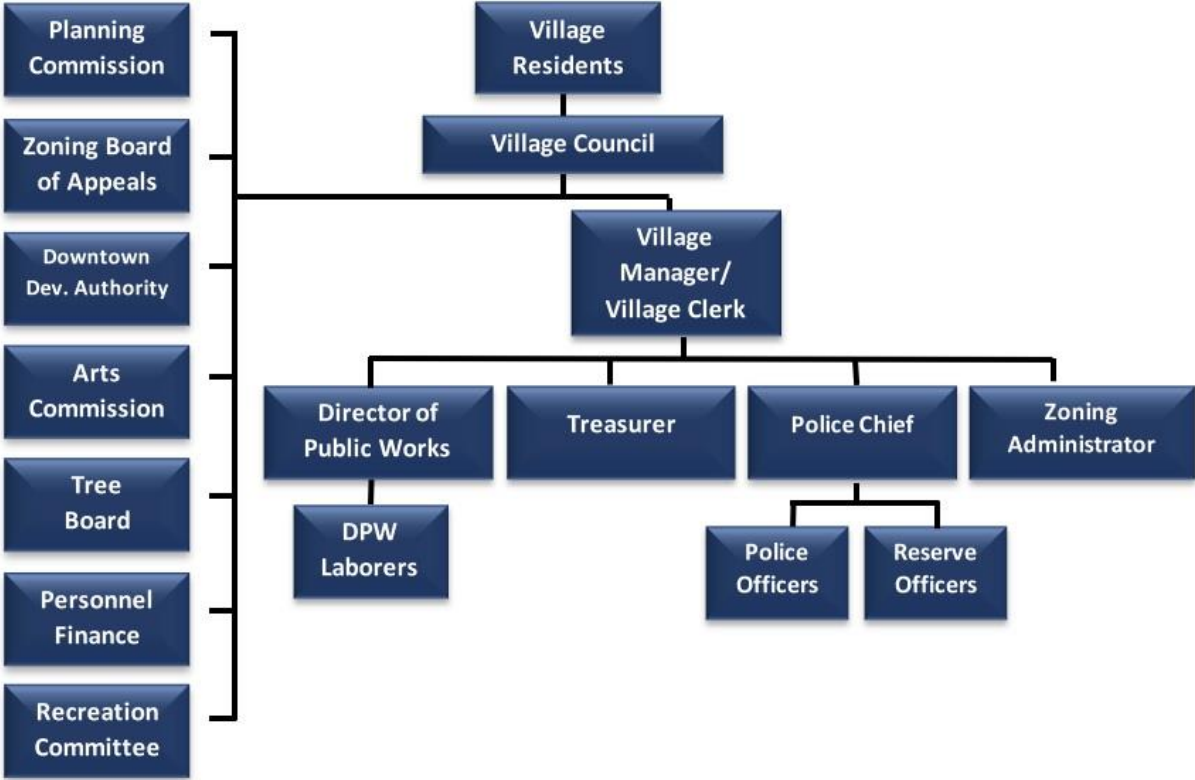 Planning
Commission
Zoning Board
of Appeals
Downtown
Dev. Authority
Arts
Commission
Tree
Board
Personnel
Finance
Recreation
Committee
Village
Residents
Village Council
Village
Manager/
Village Clerk
Director of
Public Works
Treasurer
Police Chief
Zoning
Administrator
DPW
Laborers
Police
Officers
Reserve
Officers